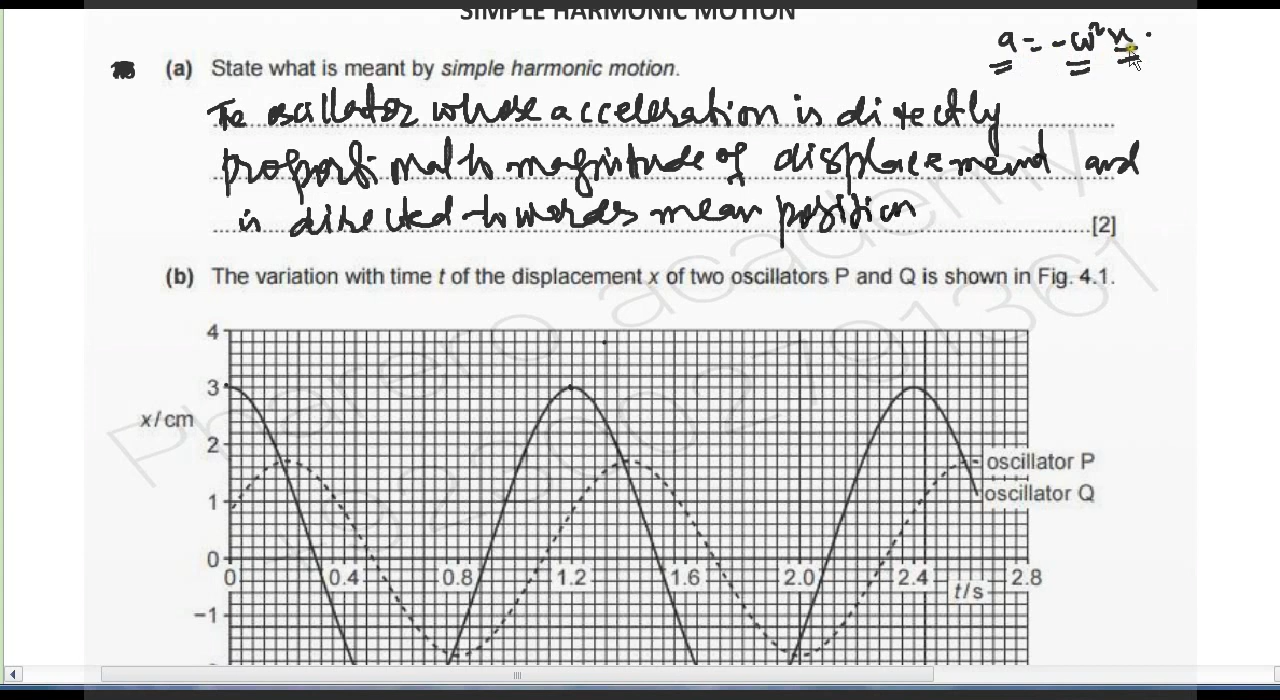 SIMPLE HARMONIC MOTION
a = -ω²x
(a) State what is meant by simple harmonic motion.
Te oscillator whose acceleration is directly
proportional to magnitude of displacement and
is directed towards mean position
[2]
(b) The variation with time t of the displacement x of two oscillators P and Q is shown in Fig. 4.1.
4
3
x / cm
2
oscillator P
1
oscillator Q
0
0 0.4 0.8 1.2 1.6 2.0 2.4 2.8
t / s
−1
Pharero academy